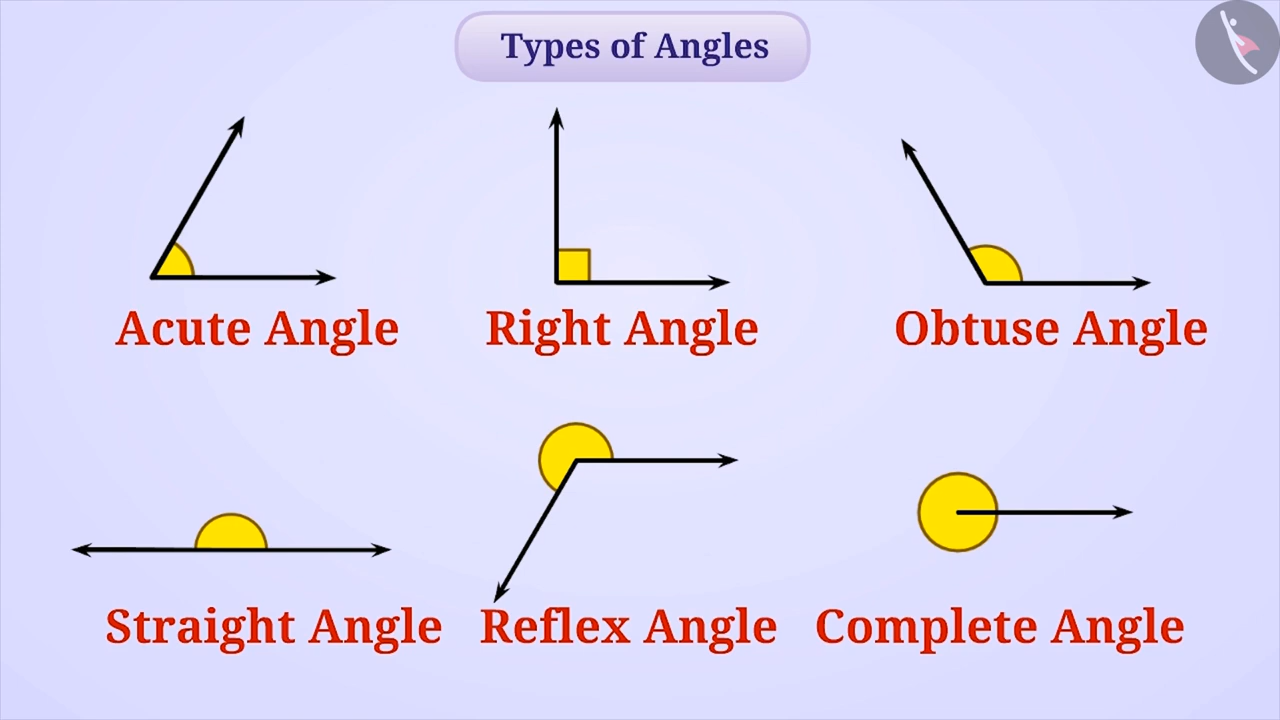 Types of Angles
Acute Angle
Right Angle
Obtuse Angle
Straight Angle
Reflex Angle
Complete Angle